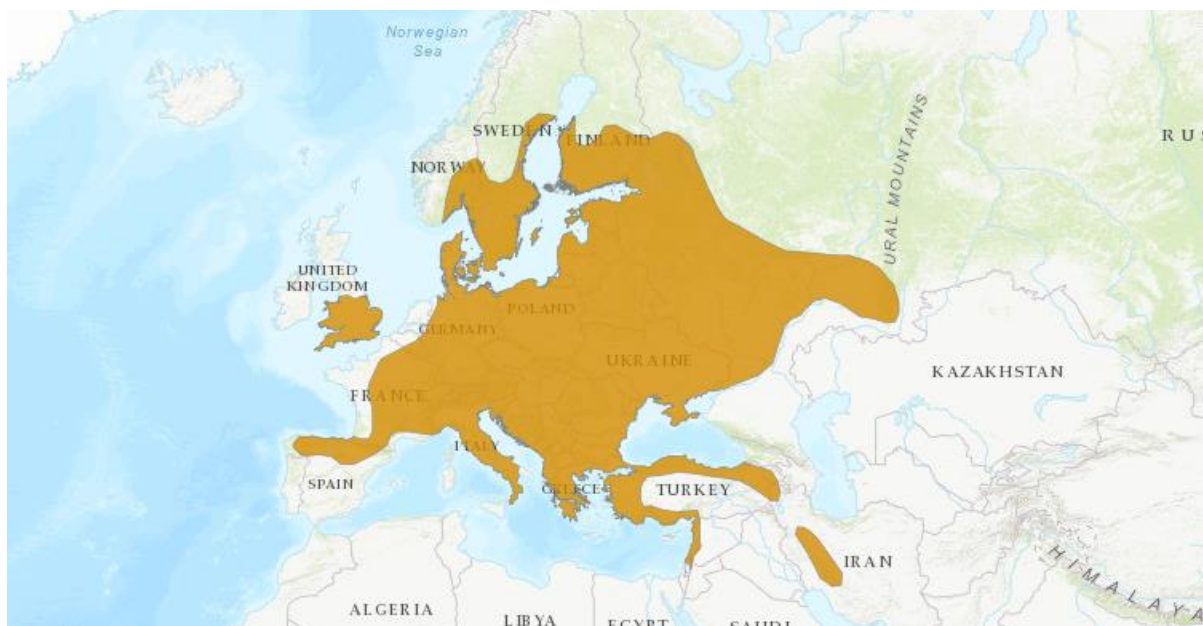 Norwegian
Sea
SWEDEN
FINLAND
NORWAY
RUS
URAL MOUNTAINS
UNITED
KINGDOM
POLAND
GERMANY
UKRAINE
KAZAKHSTAN
FRANCE
ITALY
SPAIN
GREECE
TURKEY
IRAN
HIMALAYA
ALGERIA
LIBYA
EGYPT
SAUDI